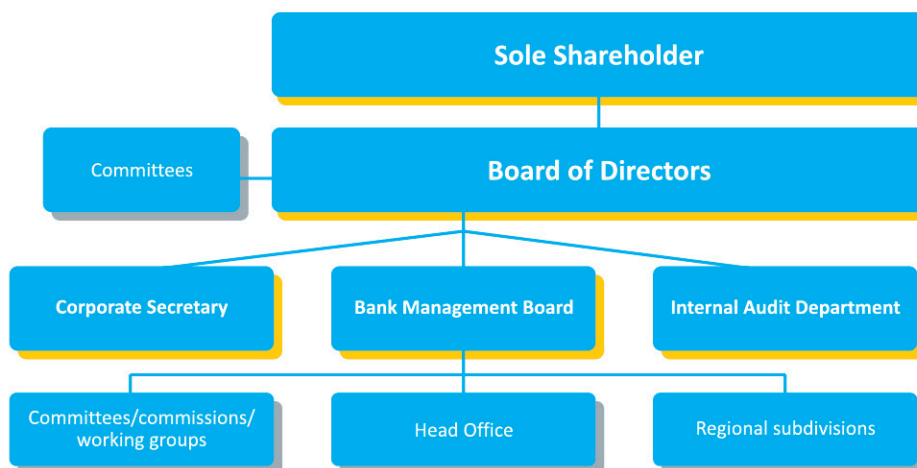 Sole Shareholder
Committees
Board of Directors
Corporate Secretary
Bank Management Board
Internal Audit Department
Committees/commissions/
working groups
Head Office
Regional subdivisions